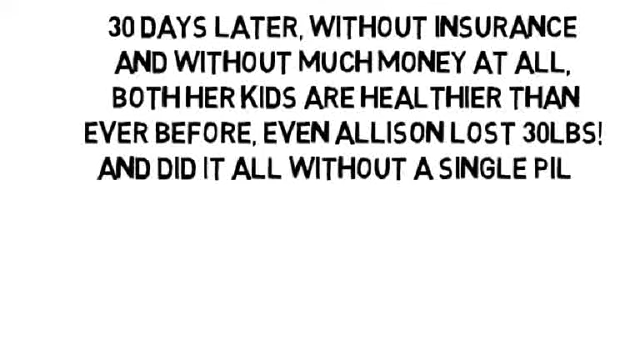 30 DAYS LATER, WITHOUT INSURANCE
AND WITHOUT MUCH MONEY AT ALL,
BOTH HER KIDS ARE HEALTHIER THAN
EVER BEFORE, EVEN ALLISON LOST 30LBS!
AND DID IT ALL WITHOUT A SINGLE PIL